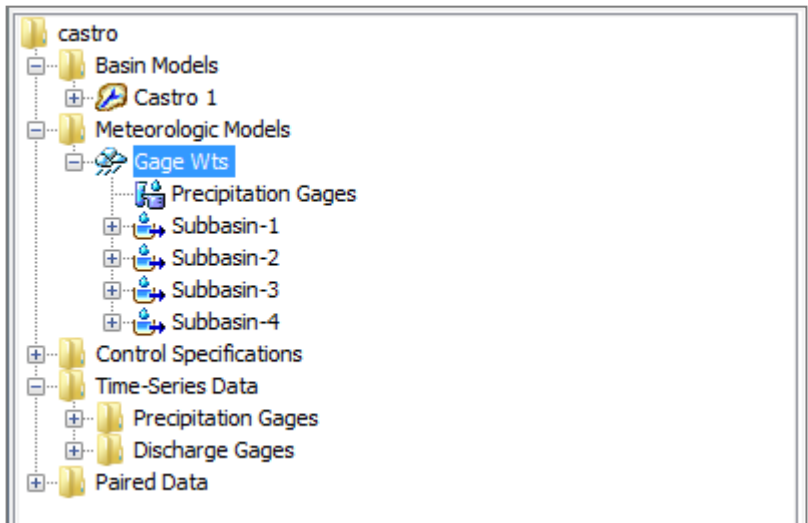 castro
Basin Models
Castro 1
Meteorologic Models
Gage Wts
Precipitation Gages
Subbasin-1
Subbasin-2
Subbasin-3
Subbasin-4
Control Specifications
Time-Series Data
Precipitation Gages
Discharge Gages
Paired Data